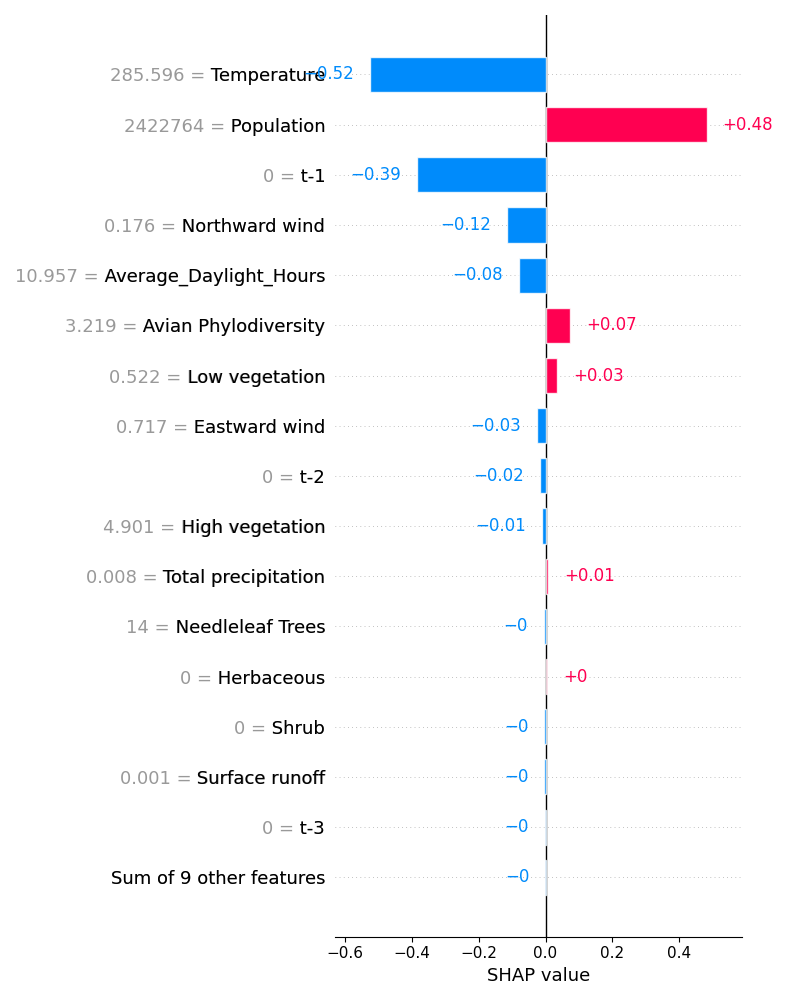 285.596 = Temperature −0.52
2422764 = Population +0.48
0 = t-1 −0.39
0.176 = Northward wind −0.12
10.957 = Average_Daylight_Hours −0.08
3.219 = Avian Phylodiversity +0.07
0.522 = Low vegetation +0.03
0.717 = Eastward wind −0.03
0 = t-2 −0.02
4.901 = High vegetation −0.01
0.008 = Total precipitation +0.01
14 = Needleleaf Trees −0
0 = Herbaceous +0
0 = Shrub −0
0.001 = Surface runoff −0
0 = t-3 −0
Sum of 9 other features −0
−0.6 −0.4 −0.2 0.0 0.2 0.4
SHAP value